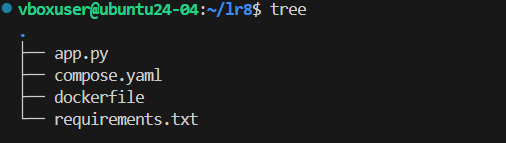 vboxuser@ubuntu24-04:~/lr8$ tree
.
├── app.py
├── compose.yaml
├── dockerfile
└── requirements.txt